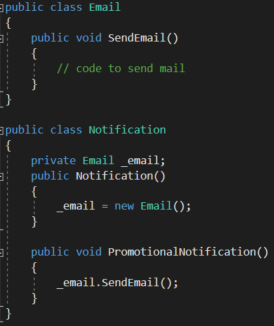 public class Email
{
    public void SendEmail()
    {
        // code to send mail
    }
}

public class Notification
{
    private Email _email;
    public Notification()
    {
        _email = new Email();
    }

    public void PromotionalNotification()
    {
        _email.SendEmail();
    }
}